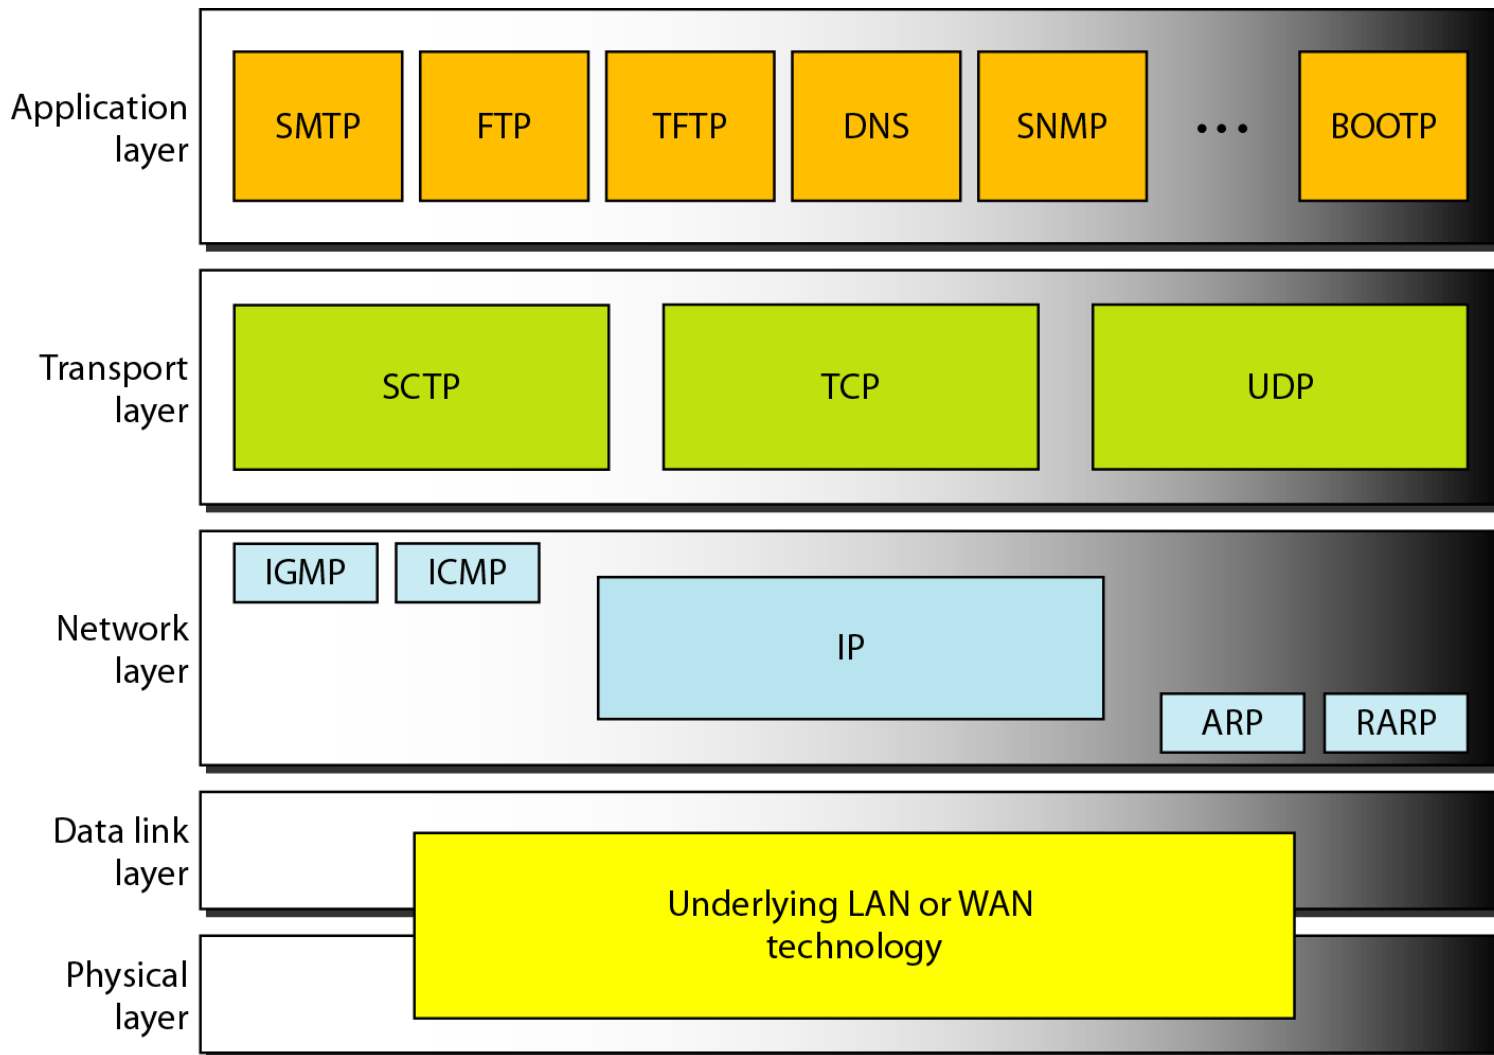 Application
layer
SMTP
FTP
TFTP
DNS
SNMP
...
BOOTP
Transport
layer
SCTP
TCP
UDP
Network
layer
IGMP
ICMP
IP
ARP
RARP
Data link
layer
Underlying LAN or WAN
technology
Physical
layer